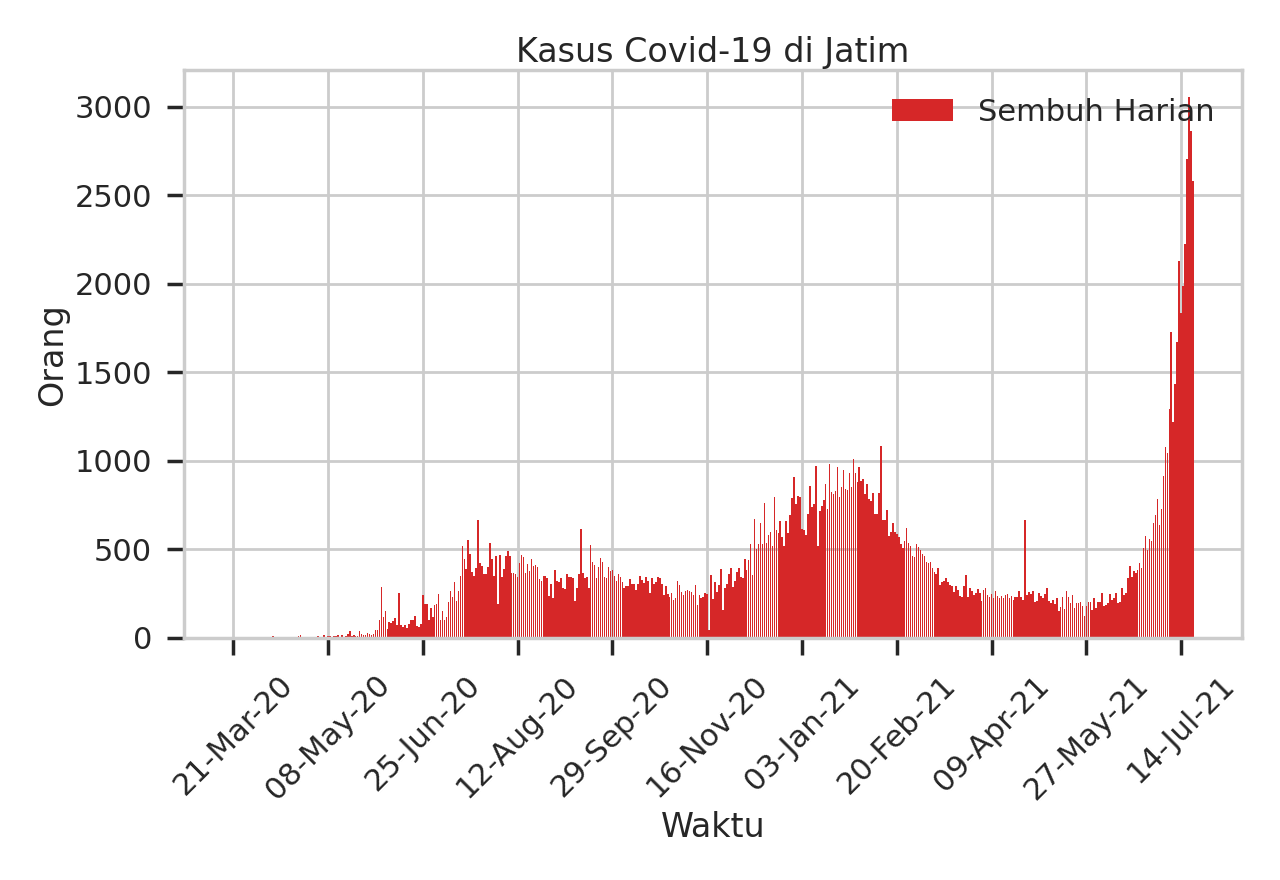 Kasus Covid-19 di Jatim
Sembuh Harian
3000
2500
2000
1500
1000
500
0
Orang
21-Mar-20
08-May-20
25-Jun-20
12-Aug-20
29-Sep-20
16-Nov-20
03-Jan-21
20-Feb-21
09-Apr-21
27-May-21
14-Jul-21
Waktu